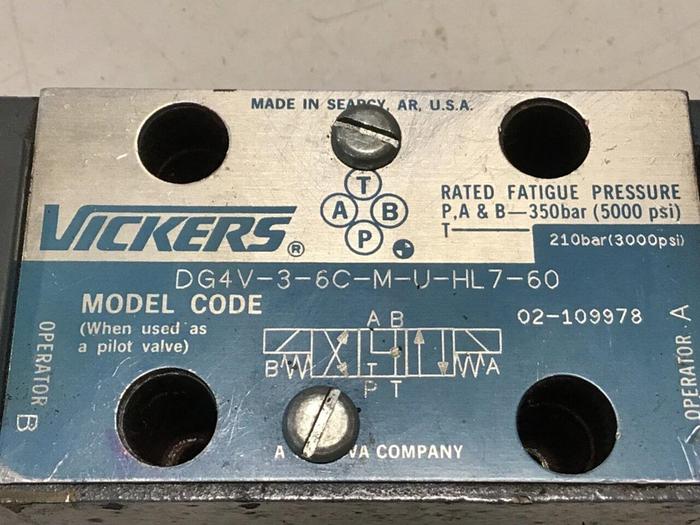 MADE IN SEARCY, AR, U.S.A.
T
A B
P
VICKERS®
RATED FATIGUE PRESSURE
P,A & B—350bar (5000 psi)
T— 210bar(3000psi)
DG4V-3-6C-M-U-HL7-60
MODEL CODE
(When used as
a pilot valve)
02-109978
A B
B A
T
P T
OPERATOR B
OPERATOR A
A VA COMPANY